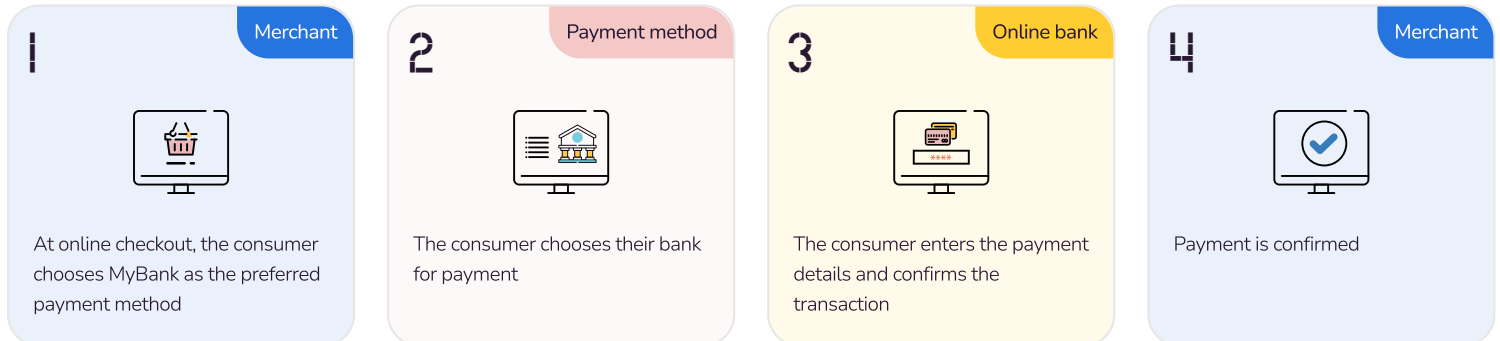 1
Merchant
At online checkout, the consumer
chooses MyBank as the preferred
payment method
2
Payment method
The consumer chooses their bank
for payment
3
Online bank
****
The consumer enters the payment
details and confirms the
transaction
4
Merchant
Payment is confirmed